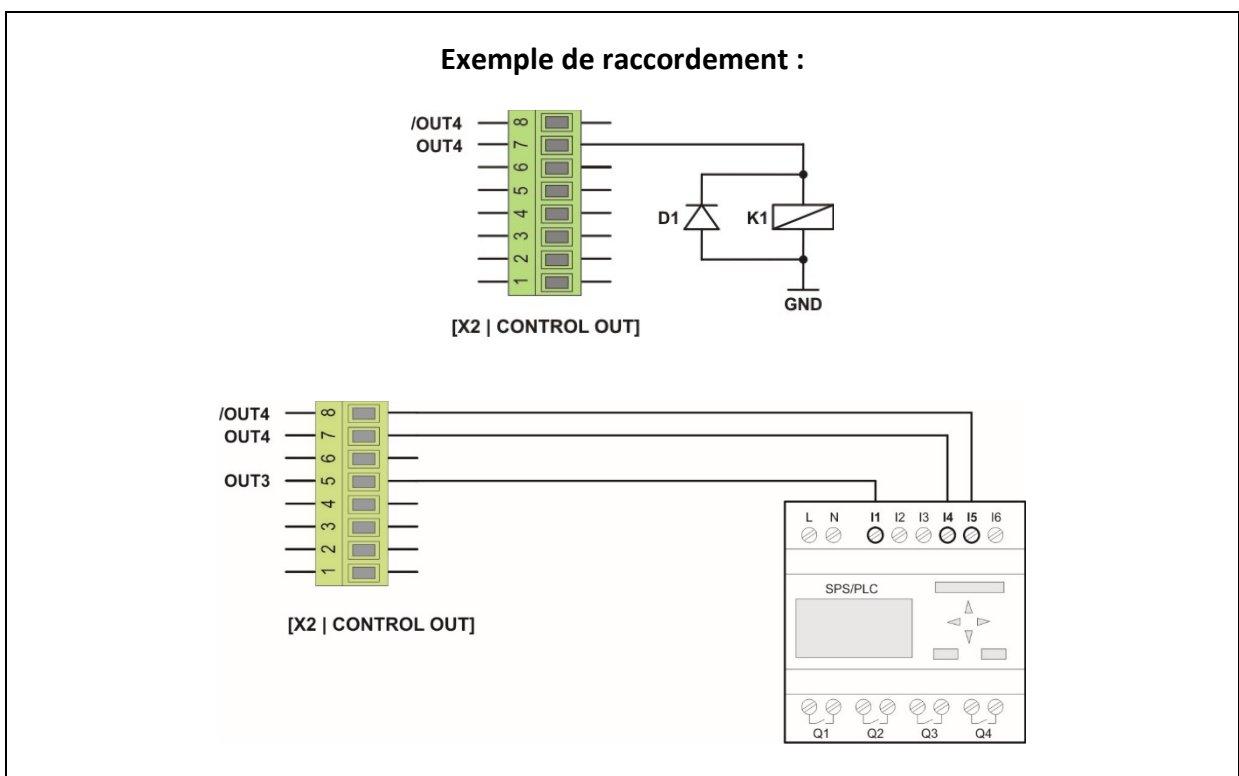 Exemple de raccordement :
/OUT4
OUT4
8
7
6
5
4
3
2
1
D1
K1
GND
[X2 | CONTROL OUT]
/OUT4
OUT4
OUT3
8
7
6
5
4
3
2
1
[X2 | CONTROL OUT]
L N I1 I2 I3 I4 I5 I6
SPS/PLC
Q1 Q2 Q3 Q4